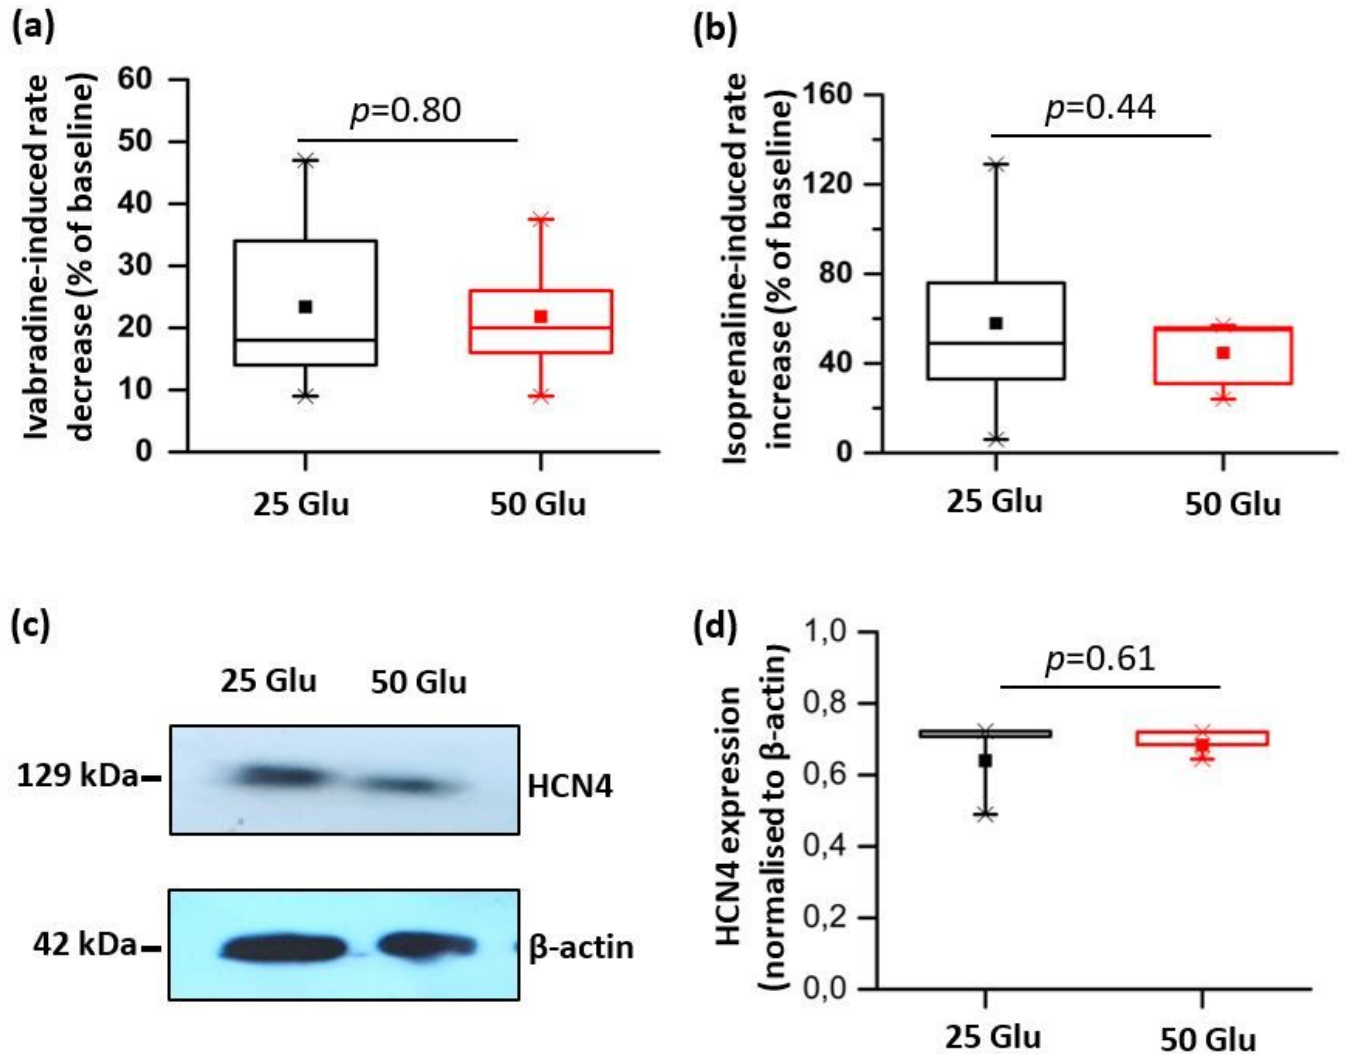 (a)
Ivabradine-induced rate
decrease (% of baseline)
60
50
40
30
20
10
0
p=0.80
25 Glu
50 Glu
(b)
Isoprenaline-induced rate
increase (% of baseline)
160
120
80
40
0
p=0.44
25 Glu
50 Glu
(c)
25 Glu
50 Glu
129 kDa
HCN4
42 kDa
β-actin
(d)
HCN4 expression
(normalised to β-actin)
1,0
0,8
0,6
0,4
0,2
0,0
p=0.61
25 Glu
50 Glu